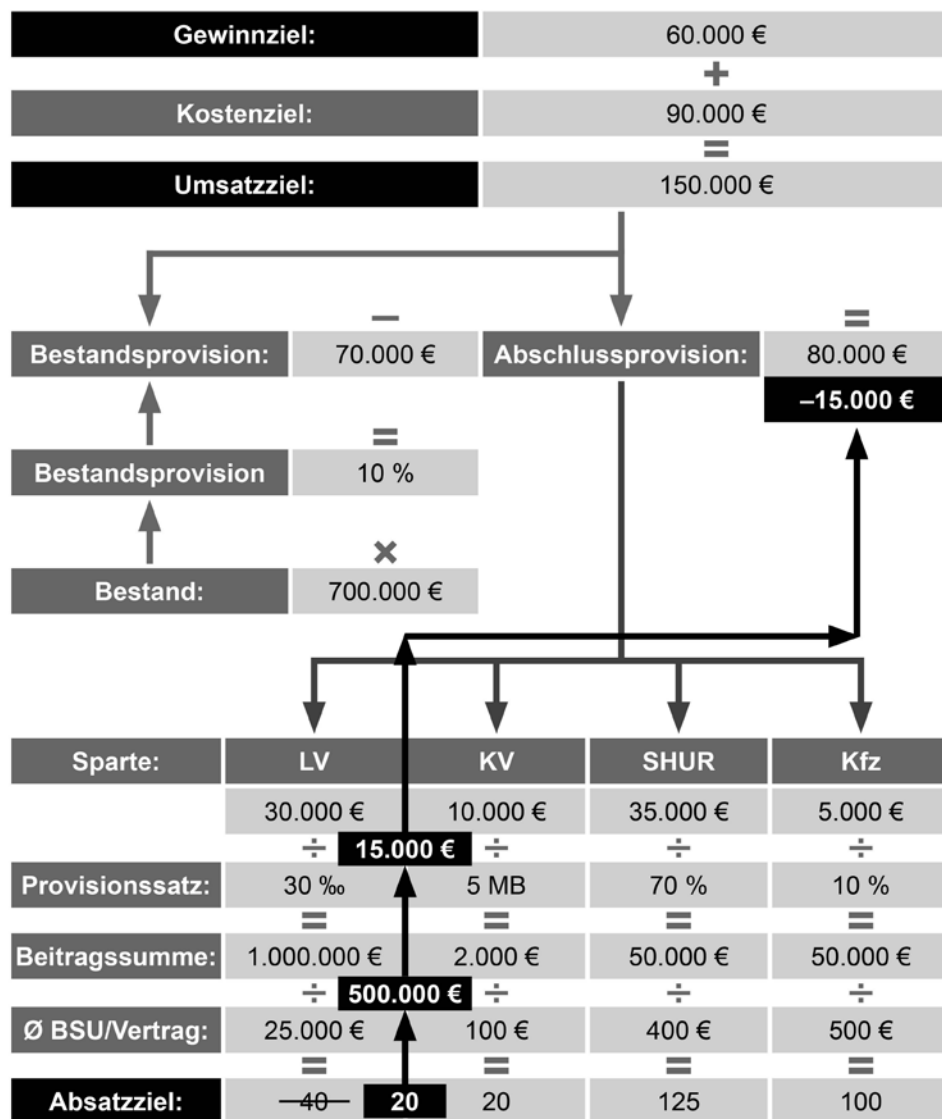 Gewinnziel: 60.000 €
+
Kostenziel: 90.000 €
=
Umsatzziel: 150.000 €
– =
Bestandsprovision: 70.000 € Abschlussprovision: 80.000 €
–15.000 €
=
Bestandsprovision 10 %
×
Bestand: 700.000 €
Sparte: LV KV SHUR Kfz
30.000 € 10.000 € 35.000 € 5.000 €
÷ 15.000 € ÷ ÷ ÷
Provisionssatz: 30 ‰ 5 MB 70 % 10 %
= = = =
Beitragssumme: 1.000.000 € 2.000 € 50.000 € 50.000 €
÷ 500.000 € ÷ ÷ ÷
Ø BSU/Vertrag: 25.000 € 100 € 400 € 500 €
= = = =
Absatzziel: 40 20 20 125 100